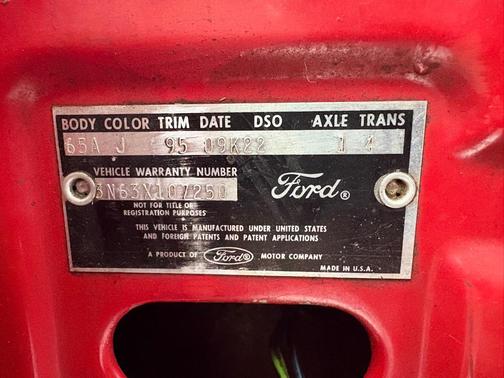 BODY COLOR TRIM DATE DSO AXLE TRANS
65A J 95 09K22 1 4
VEHICLE WARRANTY NUMBER
3N63X107250
Ford®
NOT FOR TITLE OR
REGISTRATION PURPOSES
THIS VEHICLE IS MANUFACTURED UNDER UNITED STATES
AND FOREIGN PATENTS AND PATENT APPLICATIONS
A PRODUCT OF Ford® MOTOR COMPANY
MADE IN U.S.A.